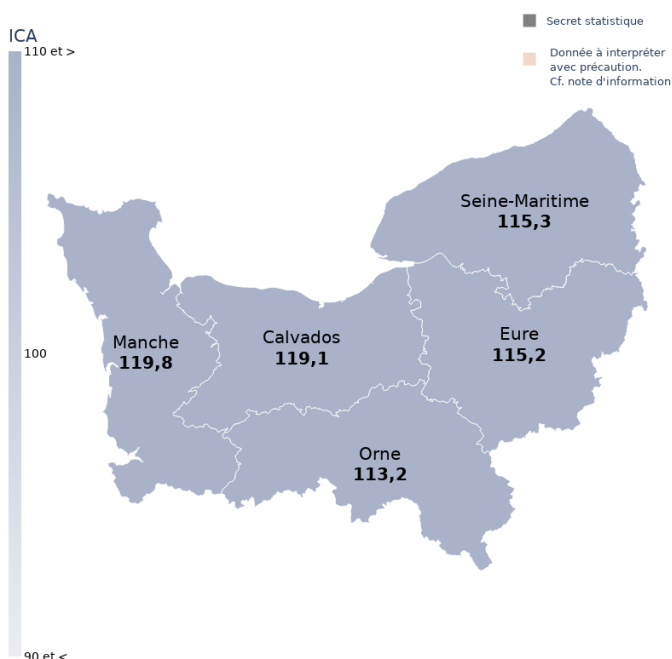 Secret statistique
ICA
110 et >
Donnée à interpréter
avec précaution.
Cf. note d'information
Seine-Maritime
115,3
Manche
119,8
Calvados
119,1
Eure
115,2
100
Orne
113,2
90 et <